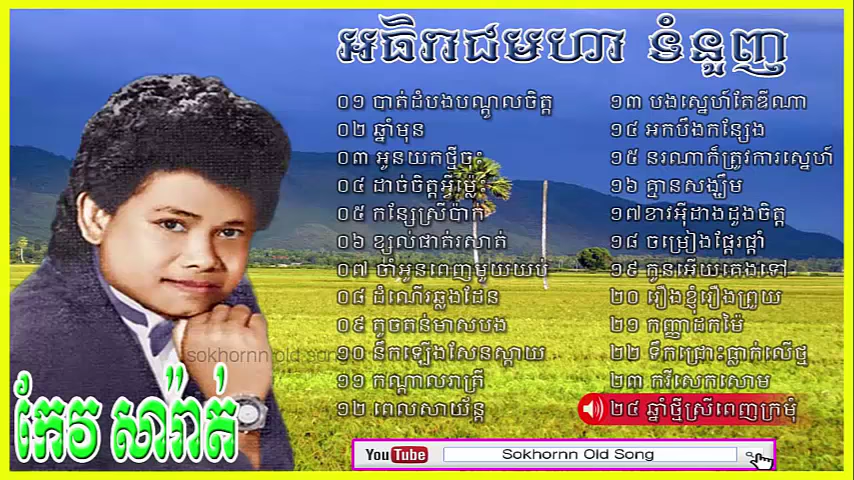 អធិរាជមហា ទំនួញ
០១ បាត់ដំបងបណ្ដូលចិត្ត
០២ ឆ្នាំមុន
០៣ អូនយកថ្មីចុះ
០៤ ដាច់ចិត្តអ្វីម្ល៉េះ
០៥ កន្សែស្រីប៉ាក់
០៦ ខ្យល់ផាត់រសាត់
០៧ ចាំអូនពេញមួយយប់
០៨ ដំណើរឆ្លងដែន
០៩ តូចតន់មាសបង
១០ នឹកឡើងសែនស្ដាយ
១១ កណ្ដាលរាត្រី
១២ ពេលសាយ័ន្ត
១៣ បងស្នេហ៍តែឌីណា
១៤ អកបឹងកន្សែង
១៥ នរណាក៏ត្រូវការស្នេហ៍
១៦ គ្មានសង្ឃឹម
១៧ខាវអ៊ីដាងដួងចិត្ត
១៨ ចម្រៀងផ្ដែរផ្ដាំ
១៩ កូនអើយគេងទៅ
២០ រឿងខ្ញុំរឿងព្រួយ
២១ កញ្ញាដកម៉ៃ
២២ ទឹកជ្រោះធ្លាក់លើថ្ម
២៣ កវីសេកសោម
២៤ ឆ្នាំថ្មីស្រីពេញក្រមុំ
sokhornn old song
កែវ សារ៉ាត់
YouTube Sokhornn Old Song